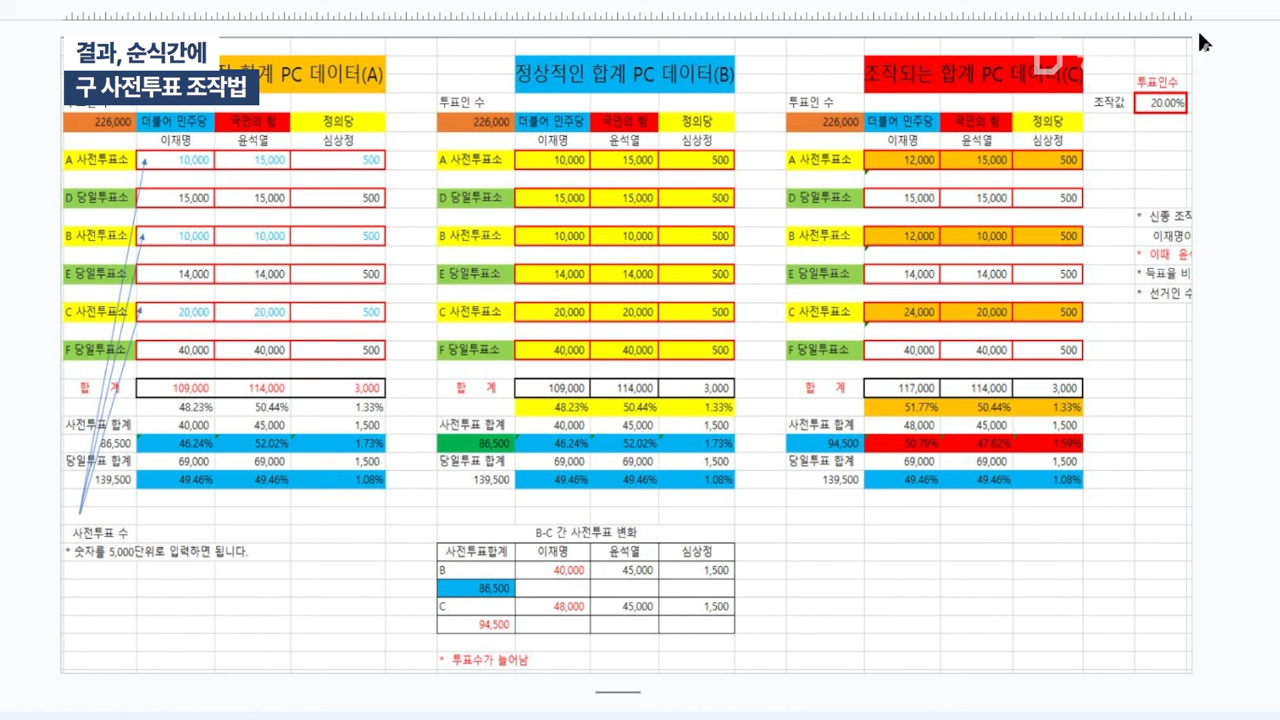 결과, 순식간에
구 사전투표 조작법
합계 PC 데이터(A) 정상적인 합계 PC 데이터(B) 조작되는 합계 PC 데이터(C)
투표인수
투표인 수 투표인 수 조작값 20.00%
226,000 더불어 민주당 국민의 힘 정의당 226,000 더불어 민주당 국민의 힘 정의당 226,000 더불어 민주당 국민의 힘 정의당
이재명 윤석열 심상정 이재명 윤석열 심상정 이재명 윤석열 심상정
A 사전투표소 10,000 15,000 500 A 사전투표소 10,000 15,000 500 A 사전투표소 12,000 15,000 500
D 당일투표소 15,000 15,000 500 D 당일투표소 15,000 15,000 500 D 당일투표소 15,000 15,000 500
* 신종 조작
B 사전투표소 10,000 10,000 500 B 사전투표소 10,000 10,000 500 B 사전투표소 12,000 10,000 500 이재명이
* 이때 윤석
E 당일투표소 14,000 14,000 500 E 당일투표소 14,000 14,000 500 E 당일투표소 14,000 14,000 500 * 득표율 비
* 선거인 수
C 사전투표소 20,000 20,000 500 C 사전투표소 20,000 20,000 500 C 사전투표소 24,000 20,000 500
F 당일투표소 40,000 40,000 500 F 당일투표소 40,000 40,000 500 F 당일투표소 40,000 40,000 500
합 계 109,000 114,000 3,000 합 계 109,000 114,000 3,000 합 계 117,000 114,000 3,000
48.23% 50.44% 1.33% 48.23% 50.44% 1.33% 51.77% 50.44% 1.33%
사전투표 합계 40,000 45,000 1,500 사전투표 합계 40,000 45,000 1,500 사전투표 합계 48,000 45,000 1,500
86,500 46.24% 52.02% 1.73% 86,500 46.24% 52.02% 1.73% 94,500 50.79% 47.62% 1.59%
당일투표 합계 69,000 69,000 1,500 당일투표 합계 69,000 69,000 1,500 당일투표 합계 69,000 69,000 1,500
139,500 49.46% 49.46% 1.08% 139,500 49.46% 49.46% 1.08% 139,500 49.46% 49.46% 1.08%
사전투표 수 B-C 간 사전투표 변화
* 숫자를 5,000단위로 입력하면 됩니다. 사전투표합계 이재명 윤석열 심상정
B 40,000 45,000 1,500
86,500
C 48,000 45,000 1,500
94,500
* 투표수가 늘어남